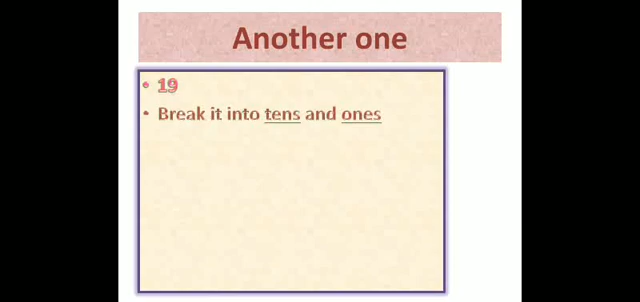 Another one
• 19
• Break it into tens and ones